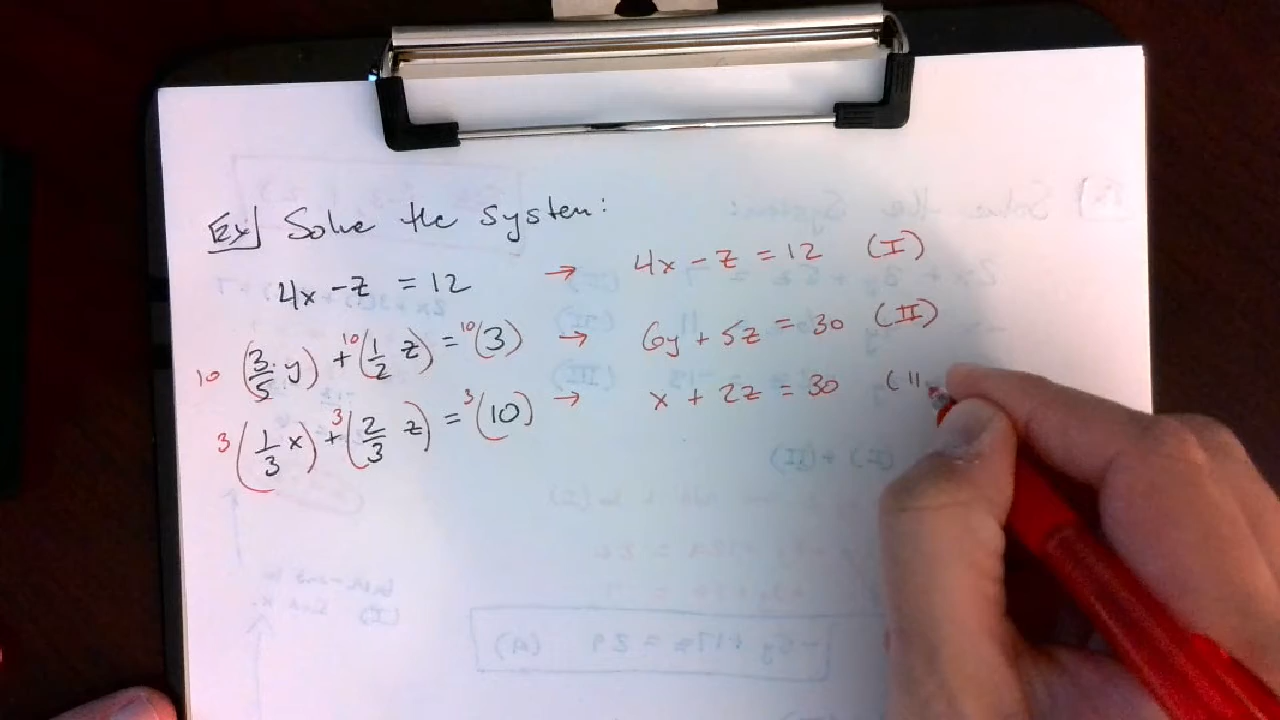 Ex] Solve the system:
4x - z = 12 → 4x - z = 12 (I)
10 (3/5 y) + 10 (1/2 z) = 10 (3) → 6y + 5z = 30 (II)
3 (1/3 x) + 3 (2/3 z) = 3 (10) → x + 2z = 30 (II